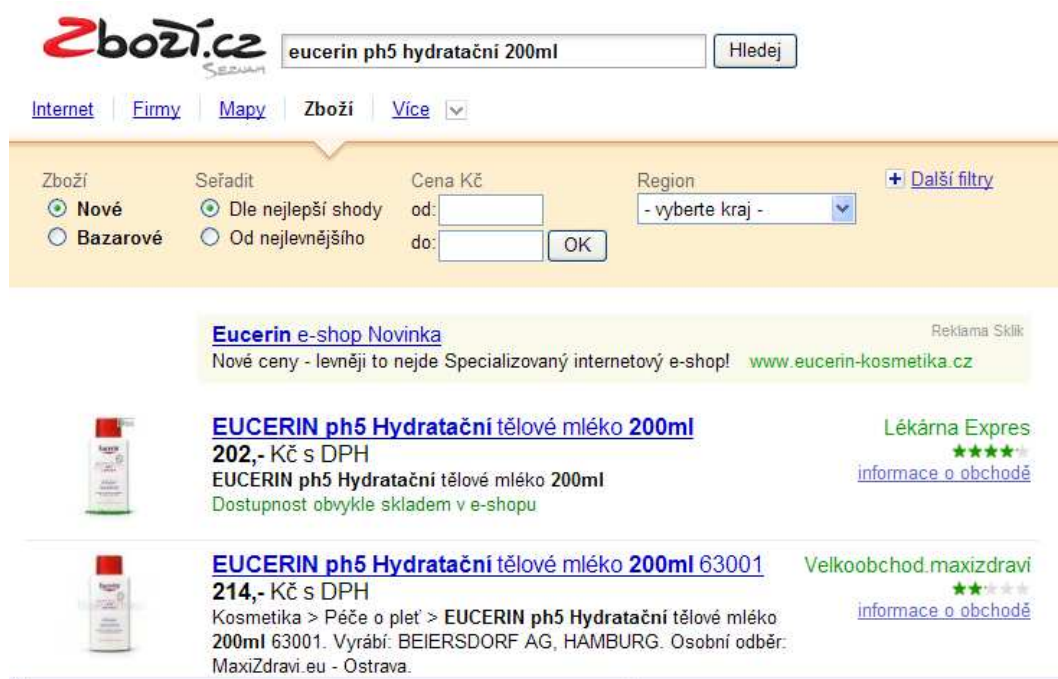 Zboží.cz
SEZNAM
eucerin ph5 hydratační 200ml
Hledej
Internet Firmy Mapy Zboží Více
Zboží Seřadit Cena Kč Region Další filtry
Nové Dle nejlepší shody od: - vyberte kraj -
Bazarové Od nejlevnějšího do: OK
Eucerin e-shop Novinka Reklama Sklik
Nové ceny - levněji to nejde Specializovaný internetový e-shop! www.eucerin-kosmetika.cz
EUCERIN ph5 Hydratační tělové mléko 200ml Lékárna Expres
202,- Kč s DPH
EUCERIN ph5 Hydratační tělové mléko 200ml informace o obchodě
Dostupnost obvykle skladem v e-shopu
EUCERIN ph5 Hydratační tělové mléko 200ml 63001 Velkoobchod.maxizdraví
214,- Kč s DPH
Kosmetika > Péče o pleť > EUCERIN ph5 Hydratační tělové mléko informace o obchodě
200ml 63001. Vyrábí: BEIERSDORF AG, HAMBURG. Osobní odběr:
MaxiZdravi.eu - Ostrava.